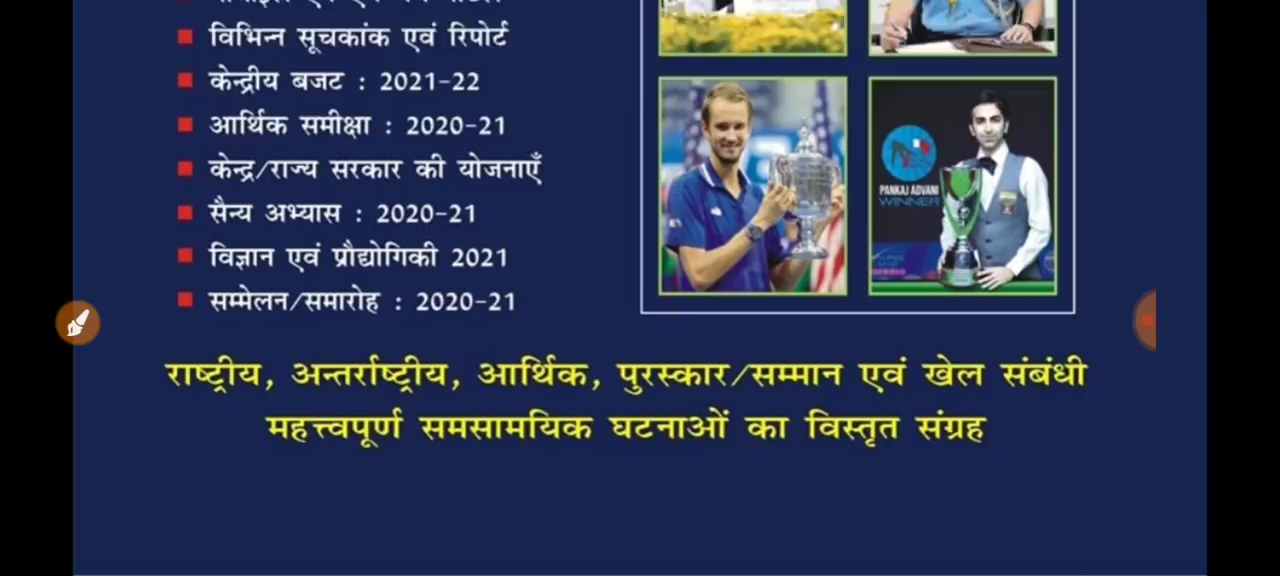 विभिन्न सूचकांक एवं रिपोर्ट
केन्द्रीय बजट : 2021-22
आर्थिक समीक्षा : 2020-21
केन्द्र/राज्य सरकार की योजनाएँ
सैन्य अभ्यास : 2020-21
विज्ञान एवं प्रौद्योगिकी 2021
सम्मेलन/समारोह : 2020-21
PANKAJ ADVANI
WINNER
राष्ट्रीय, अन्तर्राष्ट्रीय, आर्थिक, पुरस्कार/सम्मान एवं खेल संबंधी
महत्त्वपूर्ण समसामयिक घटनाओं का विस्तृत संग्रह